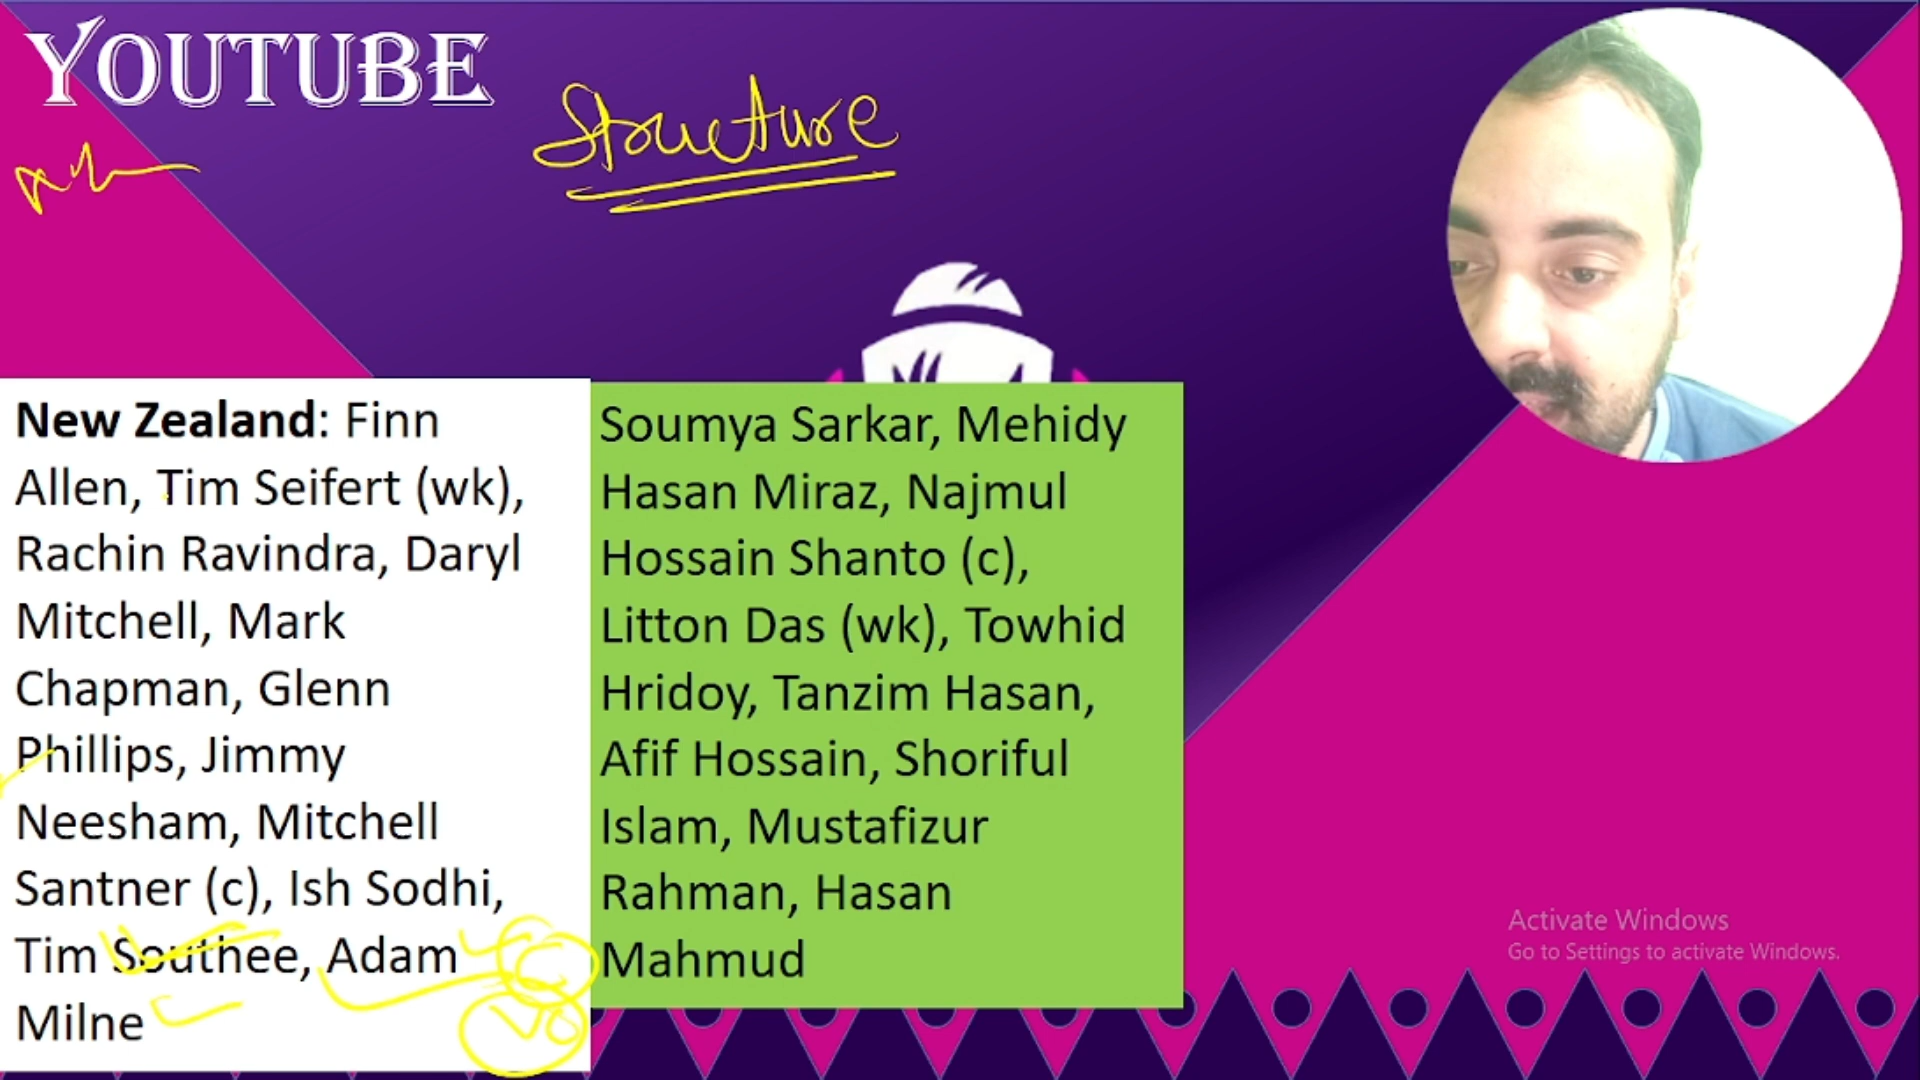 YOUTUBE
Structure
New Zealand: Finn
Allen, Tim Seifert (wk),
Rachin Ravindra, Daryl
Mitchell, Mark
Chapman, Glenn
Phillips, Jimmy
Neesham, Mitchell
Santner (c), Ish Sodhi,
Tim Southee, Adam
Milne
Soumya Sarkar, Mehidy
Hasan Miraz, Najmul
Hossain Shanto (c),
Litton Das (wk), Towhid
Hridoy, Tanzim Hasan,
Afif Hossain, Shoriful
Islam, Mustafizur
Rahman, Hasan
Mahmud
Activate Windows
Go to Settings to activate Windows.